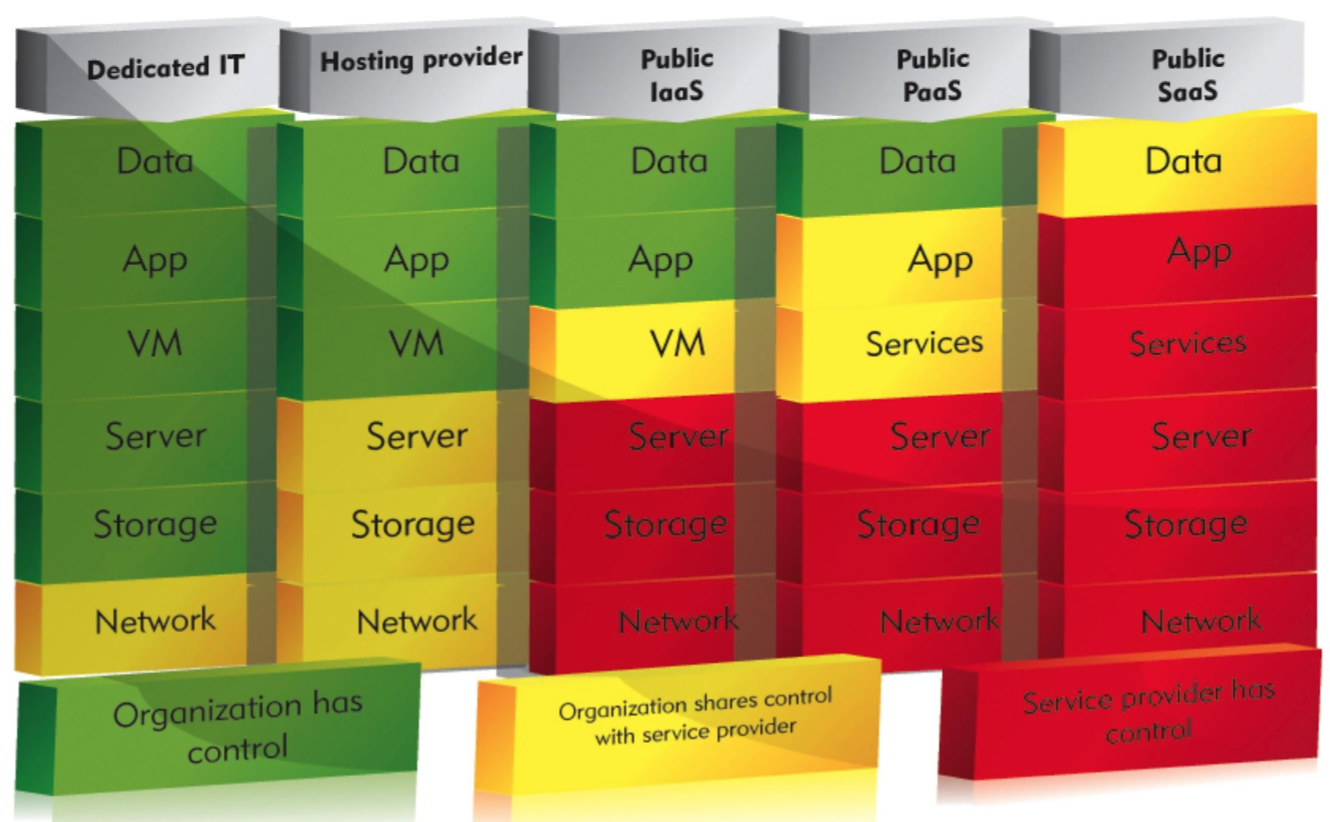 Dedicated IT
Hosting provider
Public
IaaS
Public
PaaS
Public
SaaS
Data
Data
Data
Data
Data
App
App
App
App
App
VM
VM
VM
Services
Services
Server
Server
Server
Server
Server
Storage
Storage
Storage
Storage
Storage
Network
Network
Network
Network
Network
Organization has
control
Organization shares control
with service provider
Service provider has
control